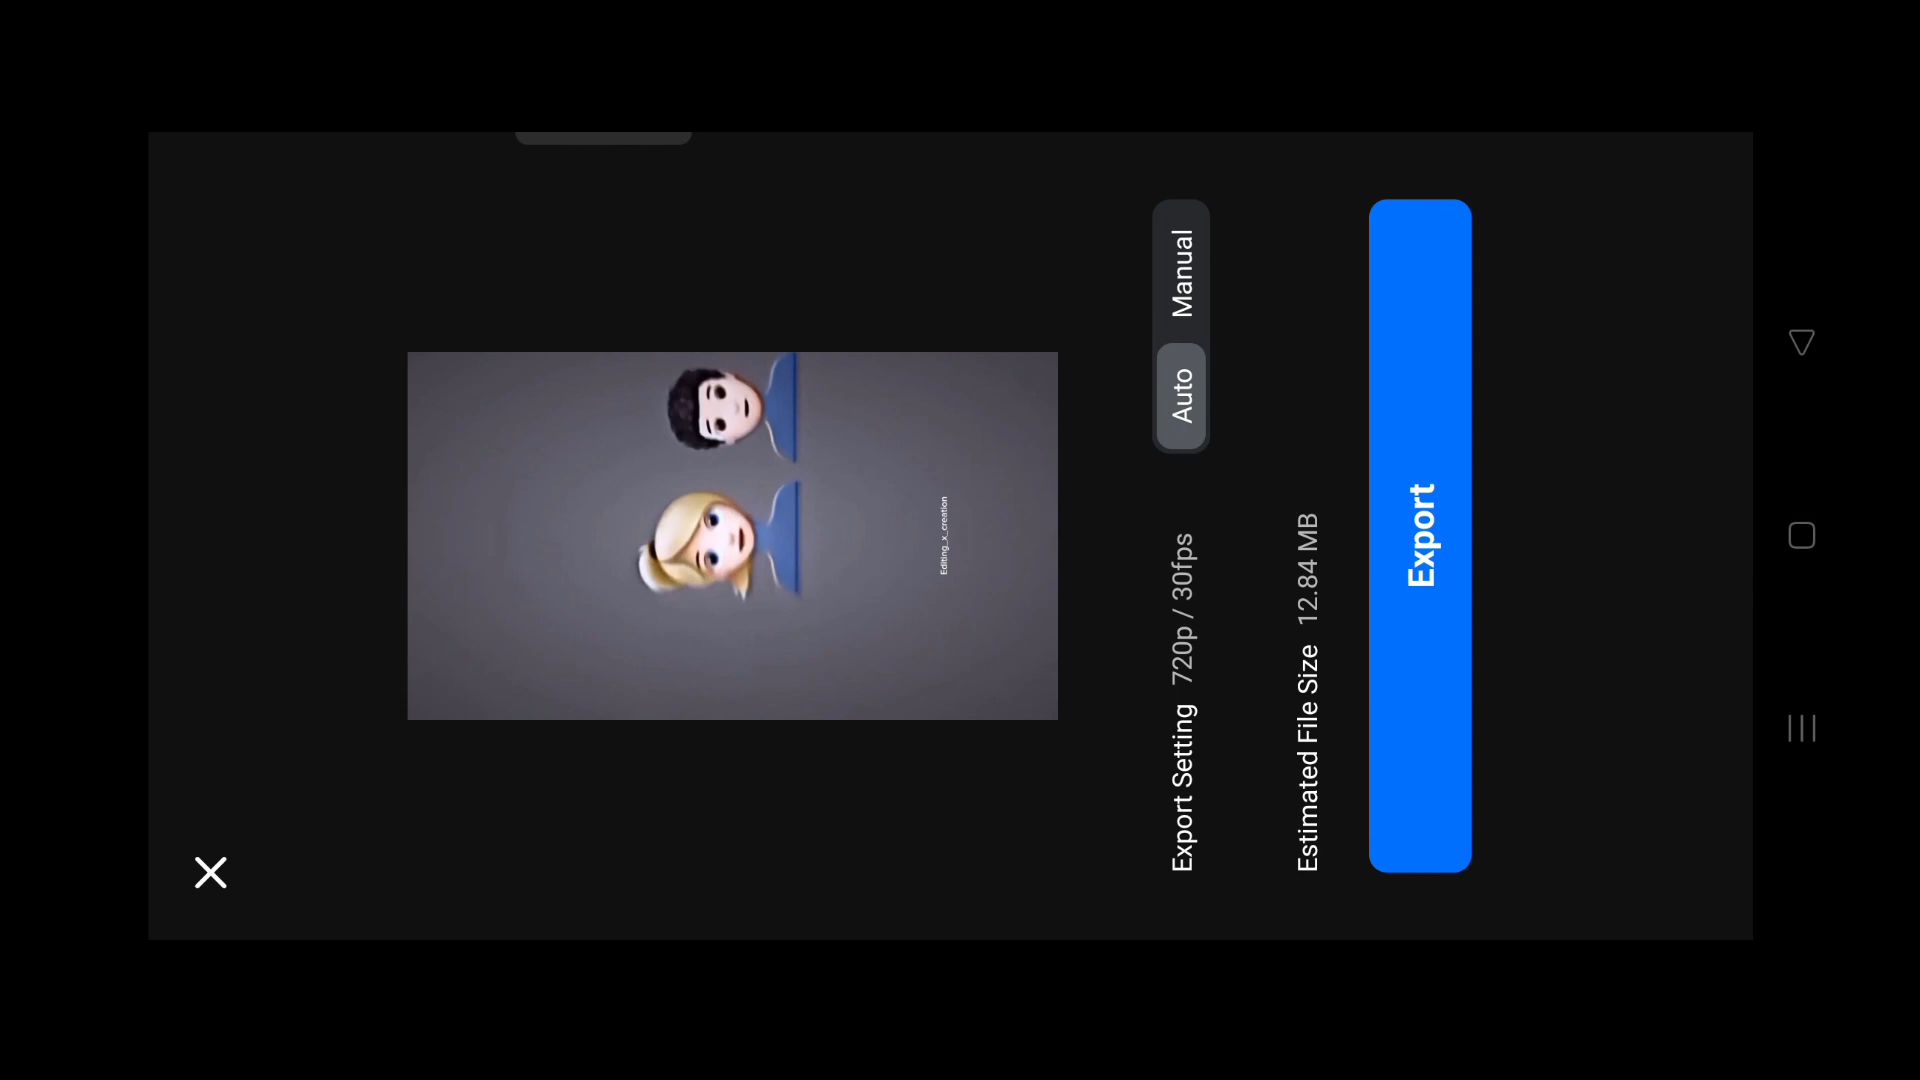 Editing_x_creation
Export Setting 720p / 30fps
Auto Manual
Estimated File Size 12.84 MB
Export